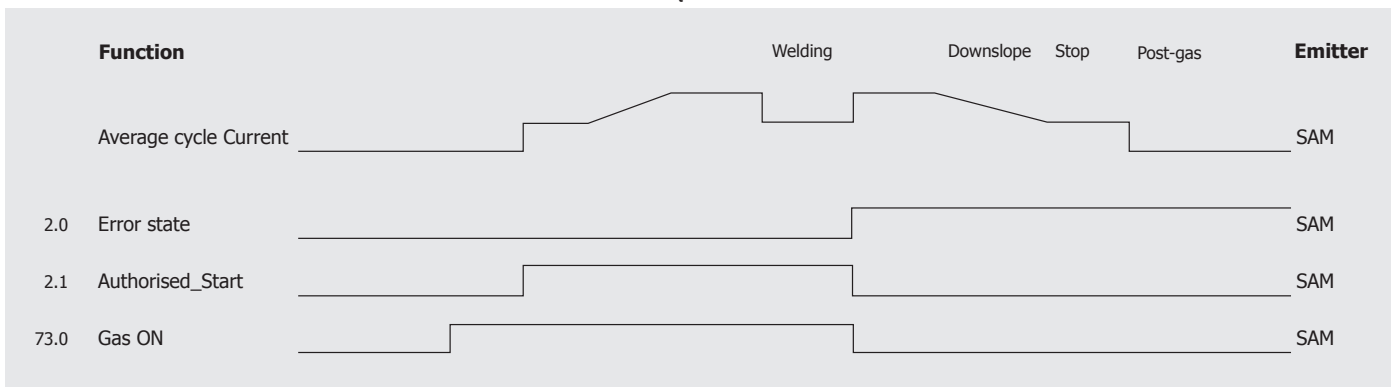 Function Welding Downslope Stop Post-gas Emitter
Average cycle Current SAM
2.0 Error state SAM
2.1 Authorised_Start SAM
73.0 Gas ON SAM